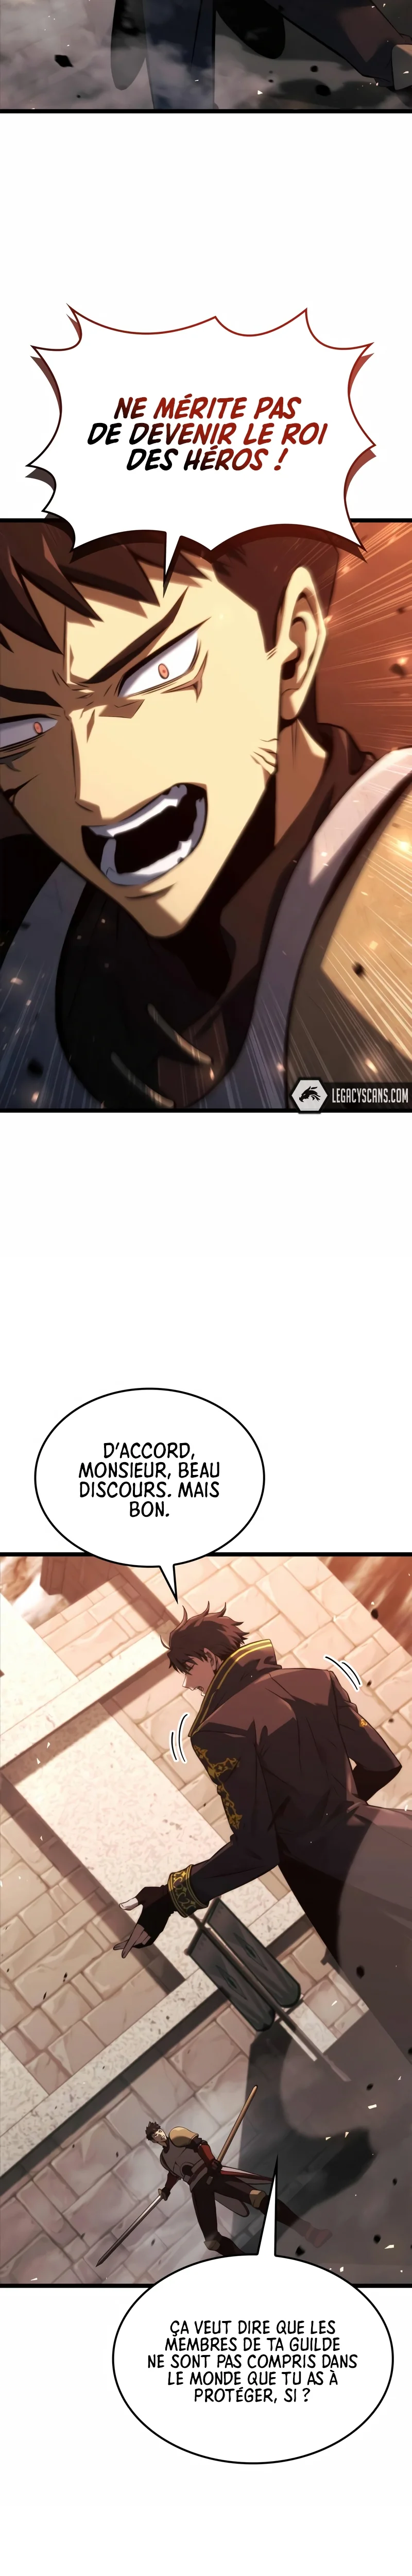 NE MÉRITE PAS
DE DEVENIR LE ROI
DES HÉROS !
LEGACYSCANS.COM
D'ACCORD,
MONSIEUR, BEAU
DISCOURS. MAIS
BON.
ÇA VEUT DIRE QUE LES
MEMBRES DE TA GUILDE
NE SONT PAS COMPRIS DANS
LE MONDE QUE TU AS À
PROTÉGER, SI ?